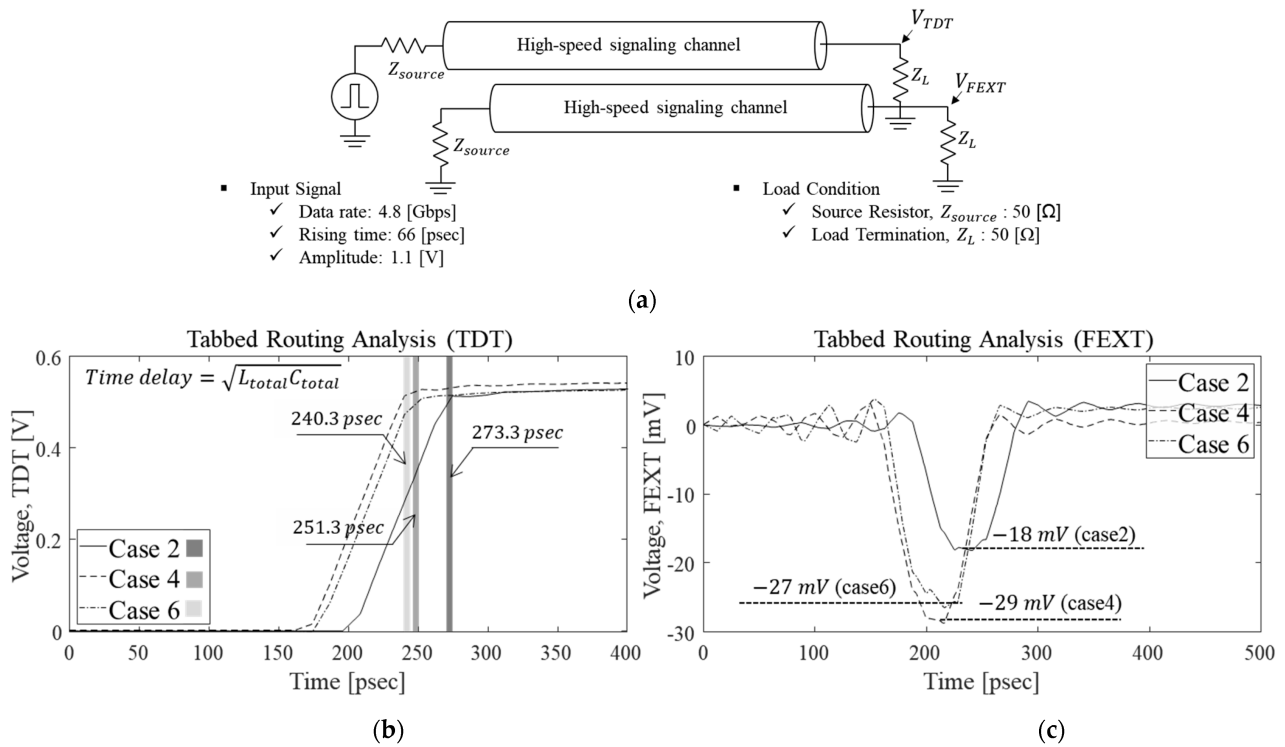 V_TDT
High-speed signaling channel
Z_source
Z_L
V_FEXT
High-speed signaling channel
Z_source
Z_L
▪ Input Signal
✓ Data rate: 4.8 [Gbps]
✓ Rising time: 66 [psec]
✓ Amplitude: 1.1 [V]
▪ Load Condition
✓ Source Resistor, Z_source : 50 [Ω]
✓ Load Termination, Z_L : 50 [Ω]
(a)
Tabbed Routing Analysis (TDT)
0.6
0.4
0.2
0
Voltage, TDT [V]
Time delay = √L_total C_total
240.3 psec
273.3 psec
251.3 psec
Case 2
Case 4
Case 6
0 50 100 150 200 250 300 350 400
Time [psec]
(b)
Tabbed Routing Analysis (FEXT)
10
0
-10
-20
-30
Voltage, FEXT [mV]
Case 2
Case 4
Case 6
−18 mV (case2)
−27 mV (case6)
−29 mV (case4)
0 100 200 300 400 500
Time [psec]
(c)